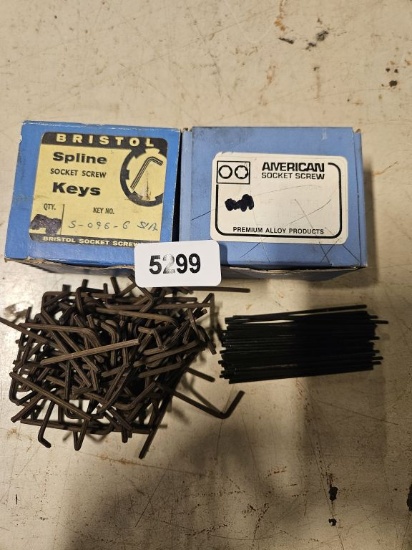 BRISTOL
Spline
SOCKET SCREW
Keys
QTY.
KEY NO.
S-096-6
BRISTOL SOCKET SCREW
AMERICAN
SOCKET SCREW
PREMIUM ALLOY PRODUCTS
5299